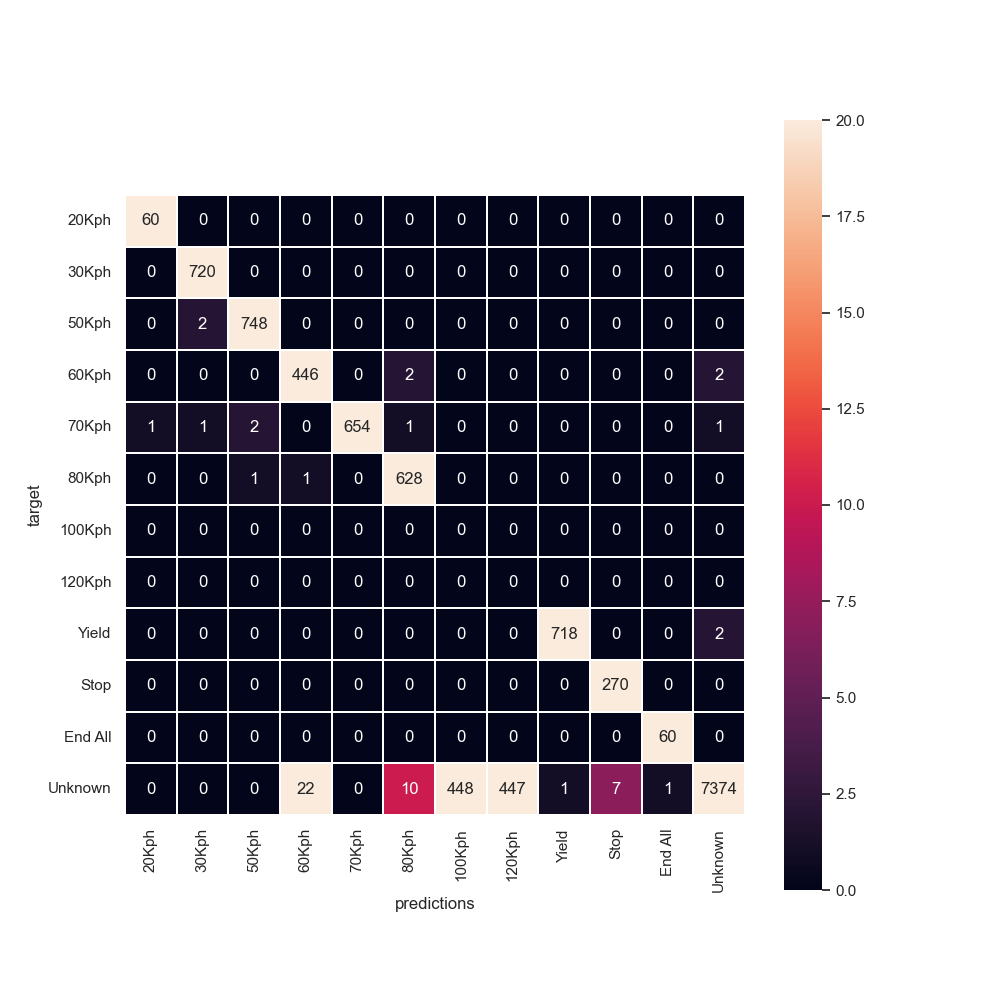 20.0
17.5
15.0
12.5
10.0
7.5
5.0
2.5
0.0
20Kph 60 0 0 0 0 0 0 0 0 0 0 0
30Kph 0 720 0 0 0 0 0 0 0 0 0 0
50Kph 0 2 748 0 0 0 0 0 0 0 0 0
60Kph 0 0 0 446 0 2 0 0 0 0 0 2
70Kph 1 1 2 0 654 1 0 0 0 0 0 1
80Kph 0 0 1 1 0 628 0 0 0 0 0 0
100Kph 0 0 0 0 0 0 0 0 0 0 0 0
120Kph 0 0 0 0 0 0 0 0 0 0 0 0
Yield 0 0 0 0 0 0 0 0 718 0 0 2
Stop 0 0 0 0 0 0 0 0 0 270 0 0
End All 0 0 0 0 0 0 0 0 0 0 60 0
Unknown 0 0 0 22 0 10 448 447 1 7 1 7374
target
20Kph 30Kph 50Kph 60Kph 70Kph 80Kph 100Kph 120Kph Yield Stop End All Unknown
predictions